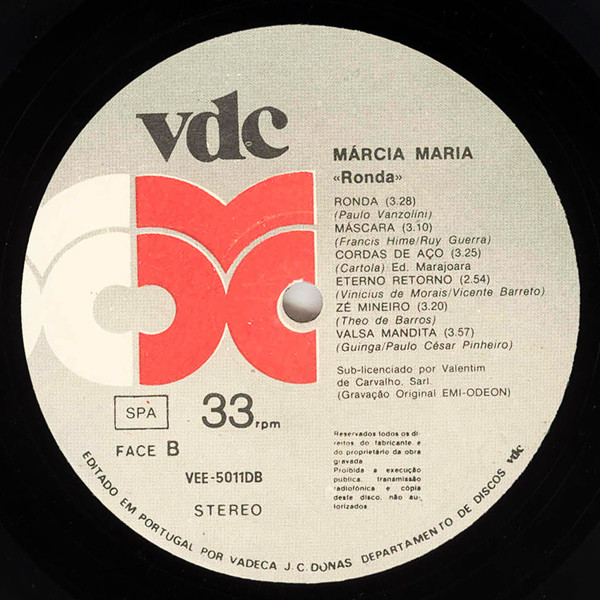 vdc
MÁRCIA MARIA
«Ronda»
RONDA (3.28)
(Paulo Vanzolini)
MÁSCARA (3.10)
(Francis Hime/Ruy Guerra)
CORDAS DE AÇO (3.25)
(Cartola) Ed. Marajoara
ETERNO RETORNO (2.54)
(Vinicius de Morais/Vicente Barreto)
ZÉ MINEIRO (3.20)
(Theo de Barros)
VALSA MANDITA (3.57)
(Guinga/Paulo César Pinheiro)
Sub-licenciado por Valentim
de Carvalho, Sarl.
(Gravação Original EMI-ODEON)
SPA
33 rpm
FACE B
VEE-5011DB
STEREO
Reservados todos os di
reitos do fabricante e
do proprietário da obra
gravada
Proibida a execução
publica, transmissão
radiofónica e cópia
deste disco, não au
torizados
EDITADO EM PORTUGAL POR VADECA J.C. DONAS DEPARTAMENTO DE DISCOS vdc